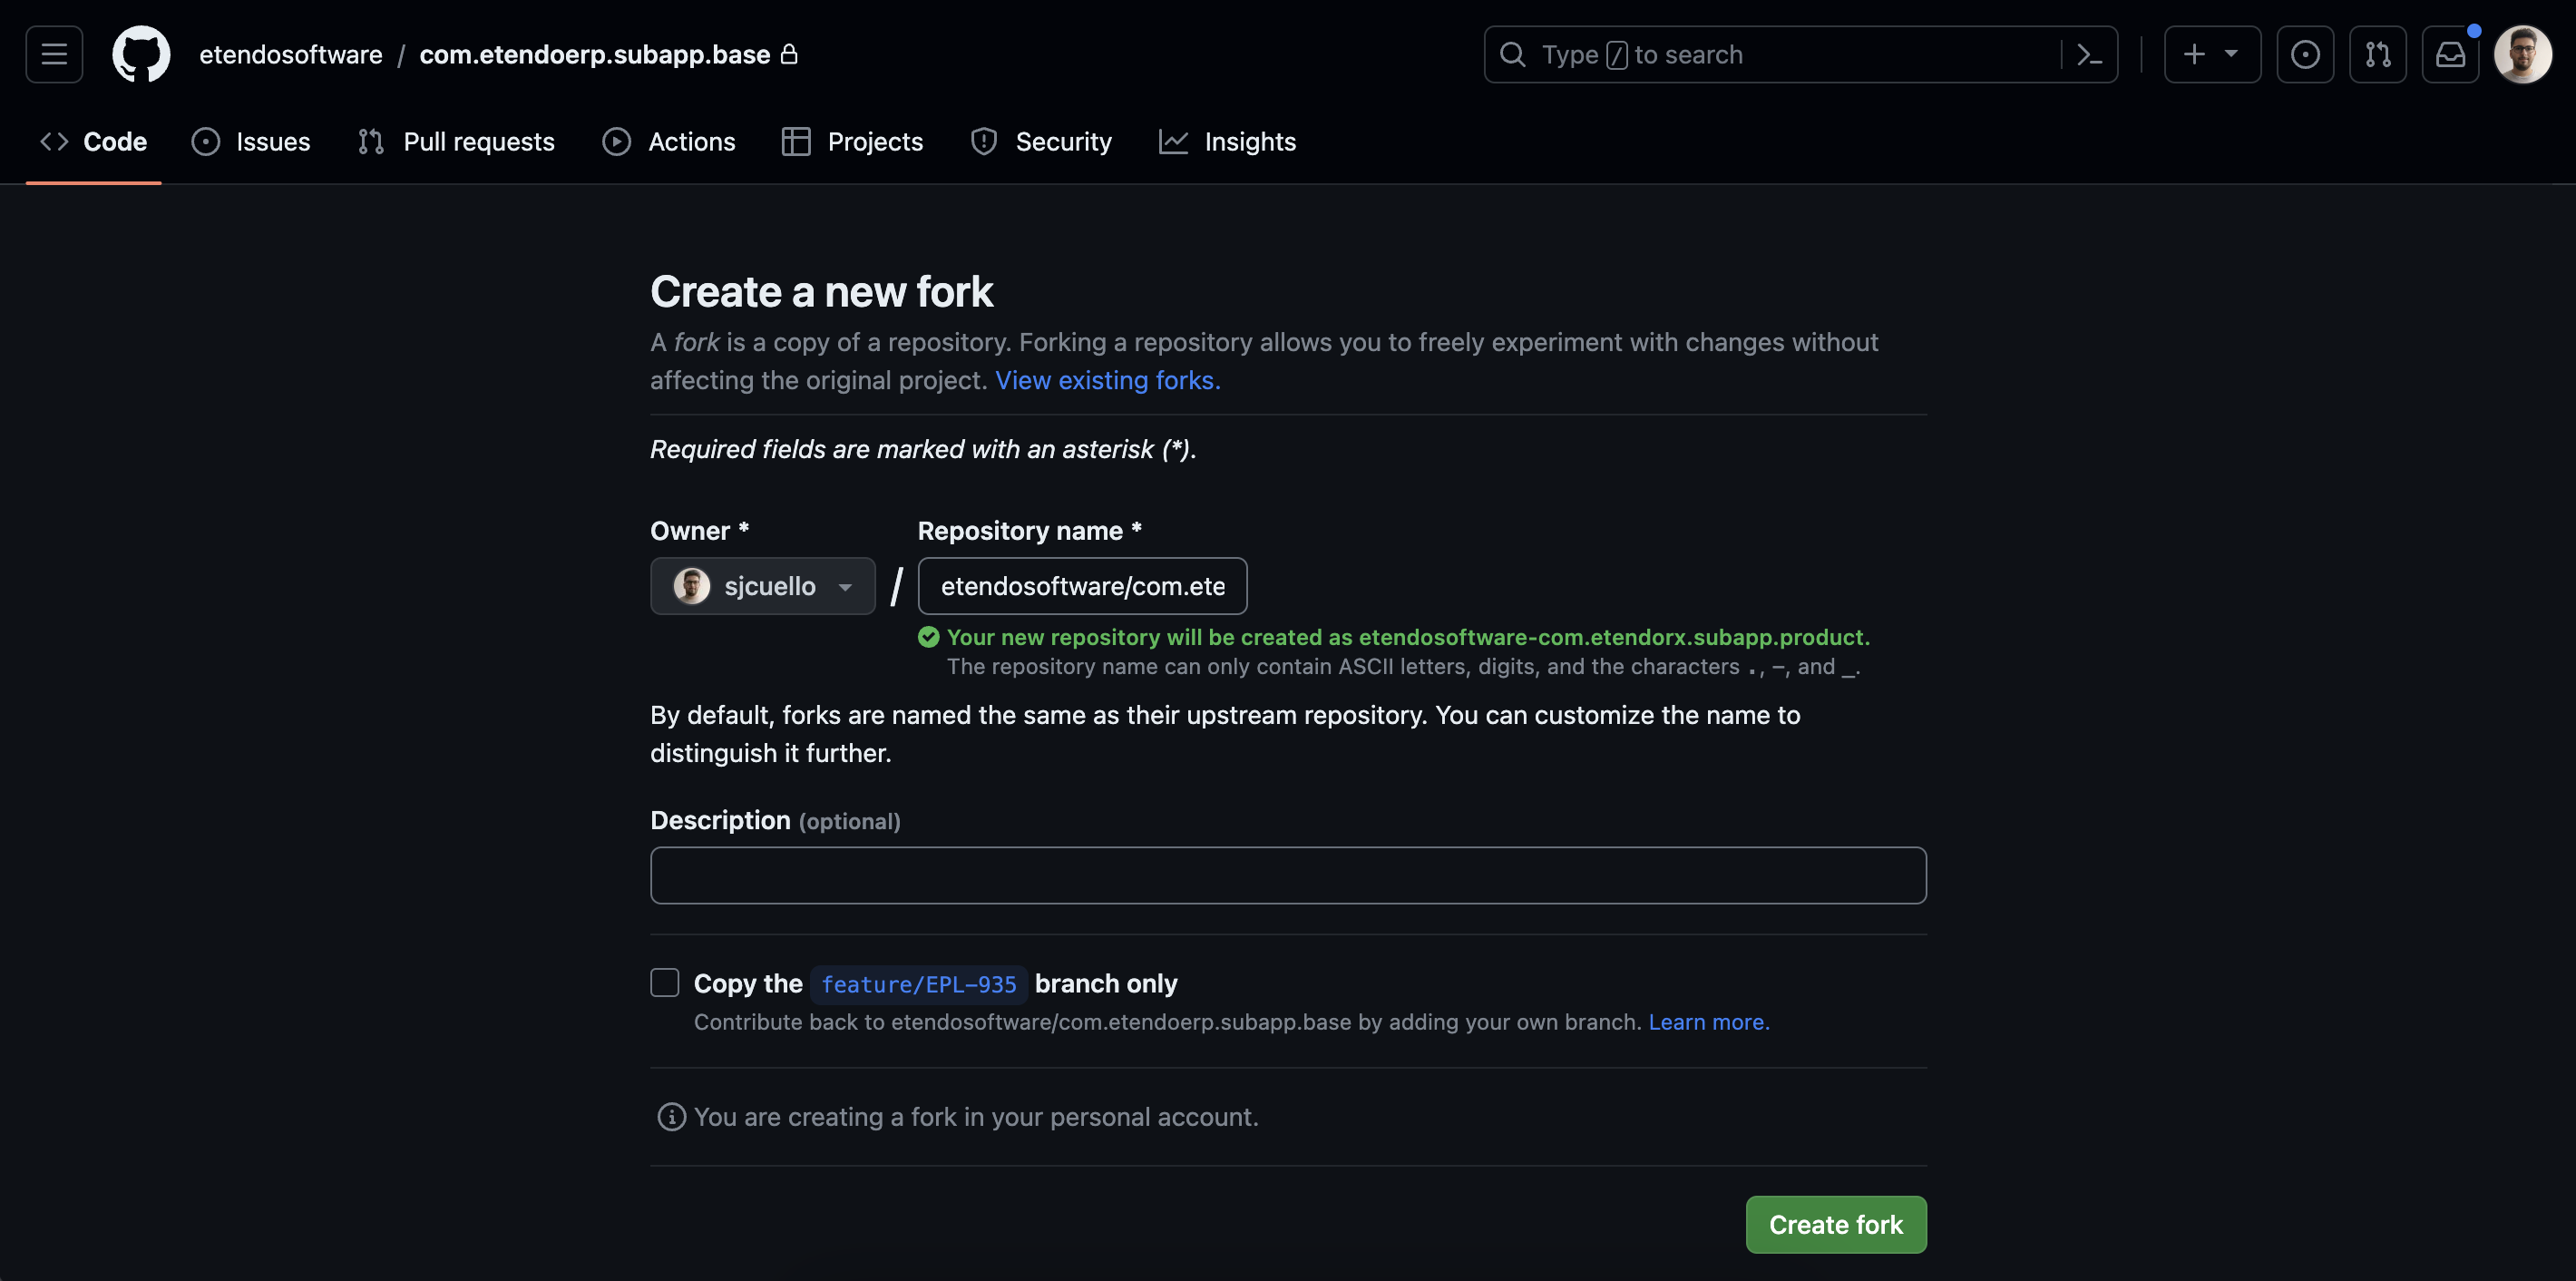 etendosoftware / com.etendoerp.subapp.base
Type / to search
Code Issues Pull requests Actions Projects Security Insights
Create a new fork
A fork is a copy of a repository. Forking a repository allows you to freely experiment with changes without
affecting the original project. View existing forks.
Required fields are marked with an asterisk (*).
Owner * Repository name *
sjcuello / etendosoftware/com.ete
Your new repository will be created as etendosoftware-com.etendorx.subapp.product.
The repository name can only contain ASCII letters, digits, and the characters ., -, and _.
By default, forks are named the same as their upstream repository. You can customize the name to
distinguish it further.
Description (optional)
Copy the feature/EPL-935 branch only
Contribute back to etendosoftware/com.etendoerp.subapp.base by adding your own branch. Learn more.
You are creating a fork in your personal account.
Create fork